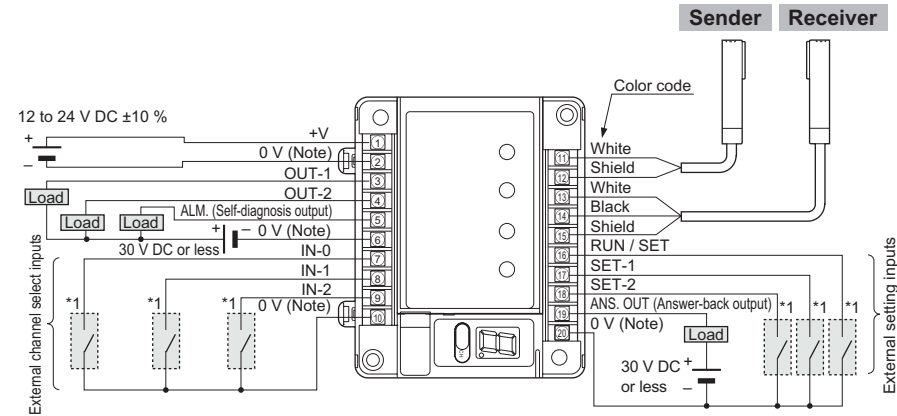 Sender Receiver
Color code
12 to 24 V DC ±10 %
+
–
+V
0 V (Note)
OUT-1
OUT-2
ALM. (Self-diagnosis output)
+ – 0 V (Note)
30 V DC or less
IN-0
IN-1
IN-2
0 V (Note)
Load
Load
Load
External channel select inputs
*1
*1
*1
1
2
3
4
5
6
7
8
9
10
11
12
13
14
15
16
17
18
19
20
White
Shield
White
Black
Shield
RUN / SET
SET-1
SET-2
ANS. OUT (Answer-back output)
0 V (Note)
Load
30 V DC +
or less –
*1
*1
*1
External setting inputs